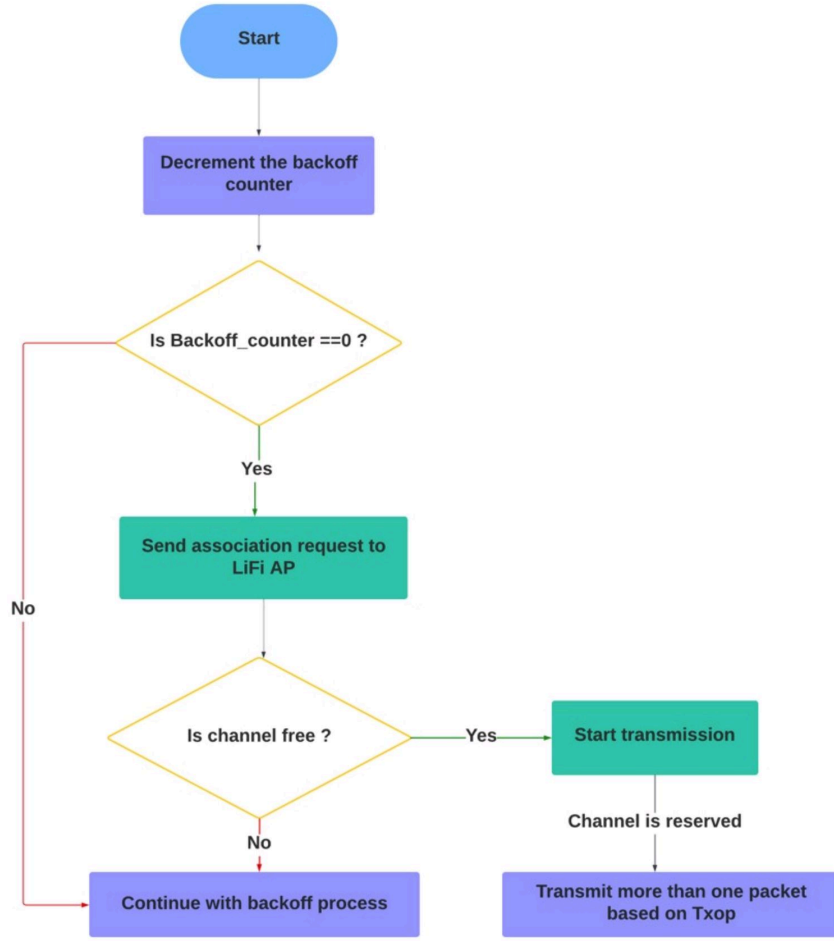 Start
Decrement the backoff
counter
Is Backoff_counter ==0 ?
Yes
Send association request to
LiFi AP
No
Is channel free ?
Yes
Start transmission
No
Channel is reserved
Continue with backoff process
Transmit more than one packet
based on Txop